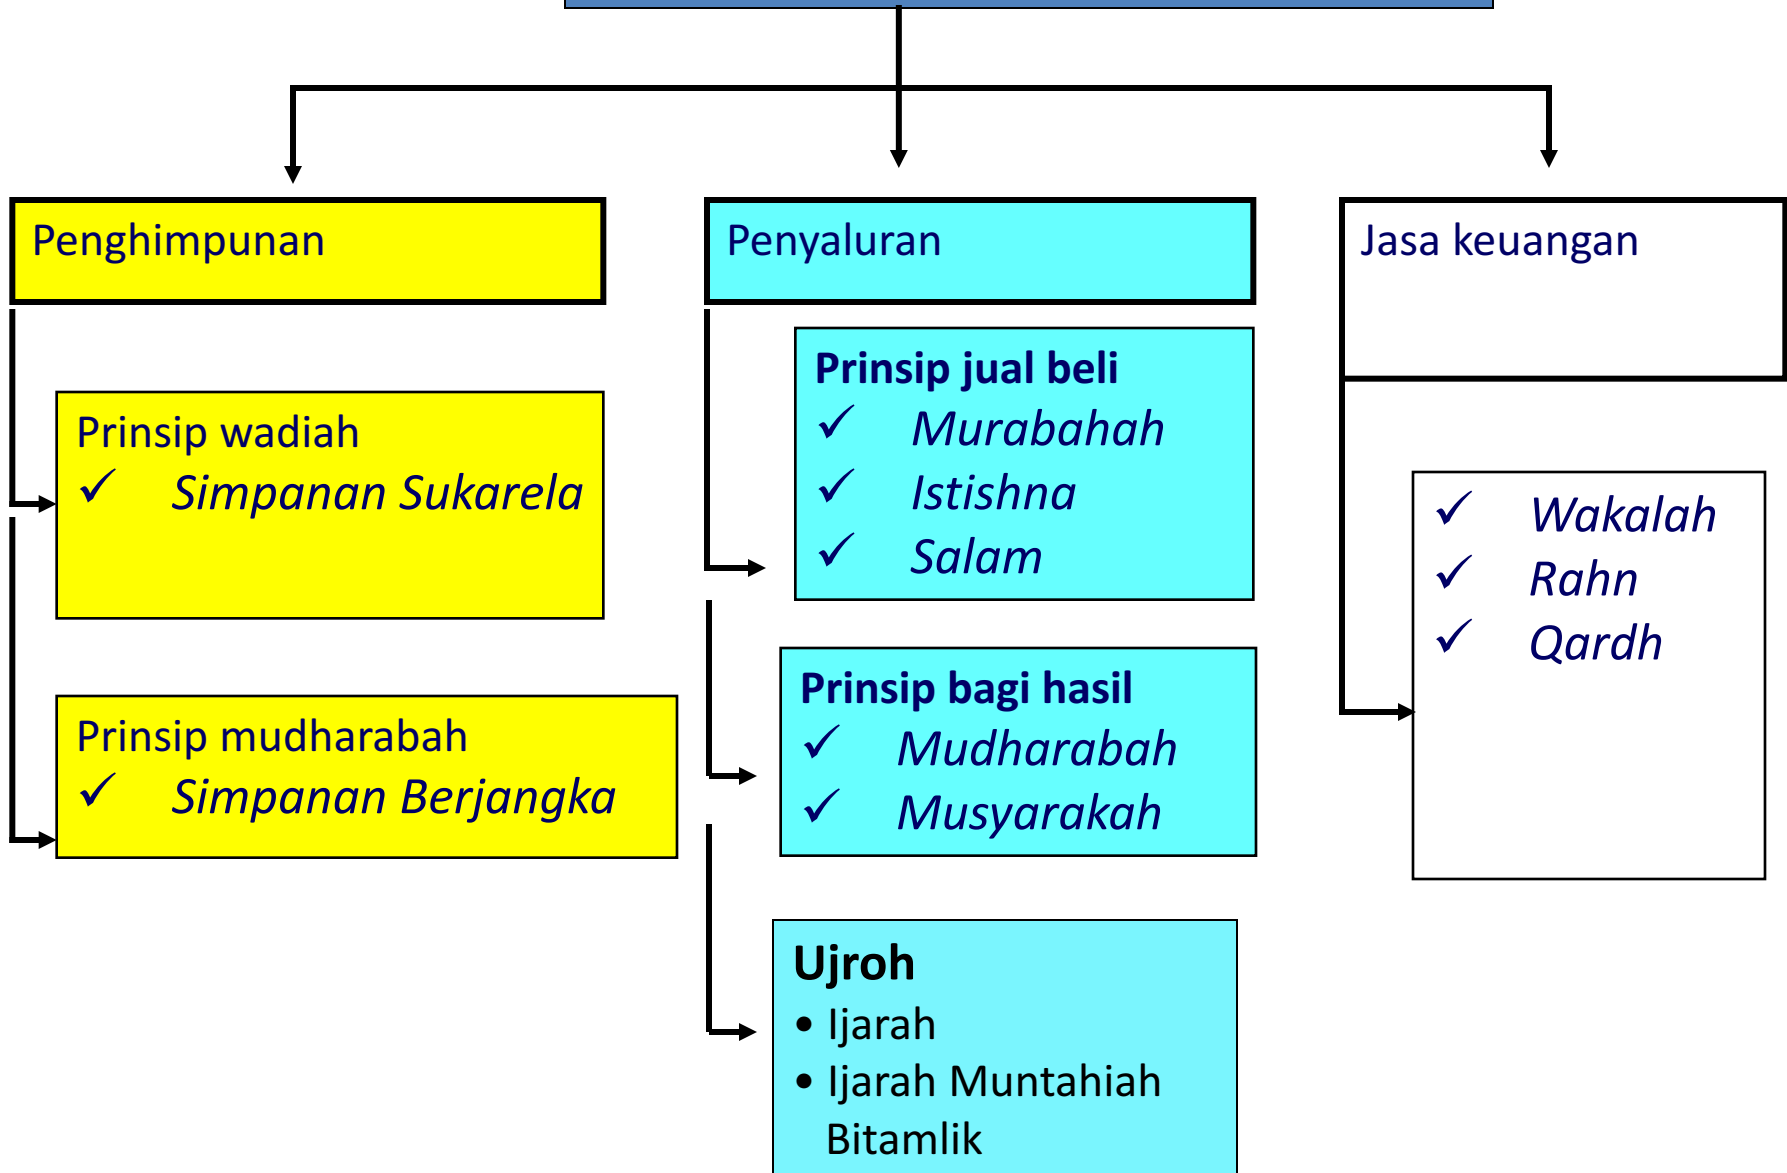 Penghimpunan
Prinsip wadiah
✓ Simpanan Sukarela
Prinsip mudharabah
✓ Simpanan Berjangka
Penyaluran
Prinsip jual beli
✓ Murabahah
✓ Istishna
✓ Salam
Prinsip bagi hasil
✓ Mudharabah
✓ Musyarakah
Ujroh
• Ijarah
• Ijarah Muntahiah
Bitamlik
Jasa keuangan
✓ Wakalah
✓ Rahn
✓ Qardh